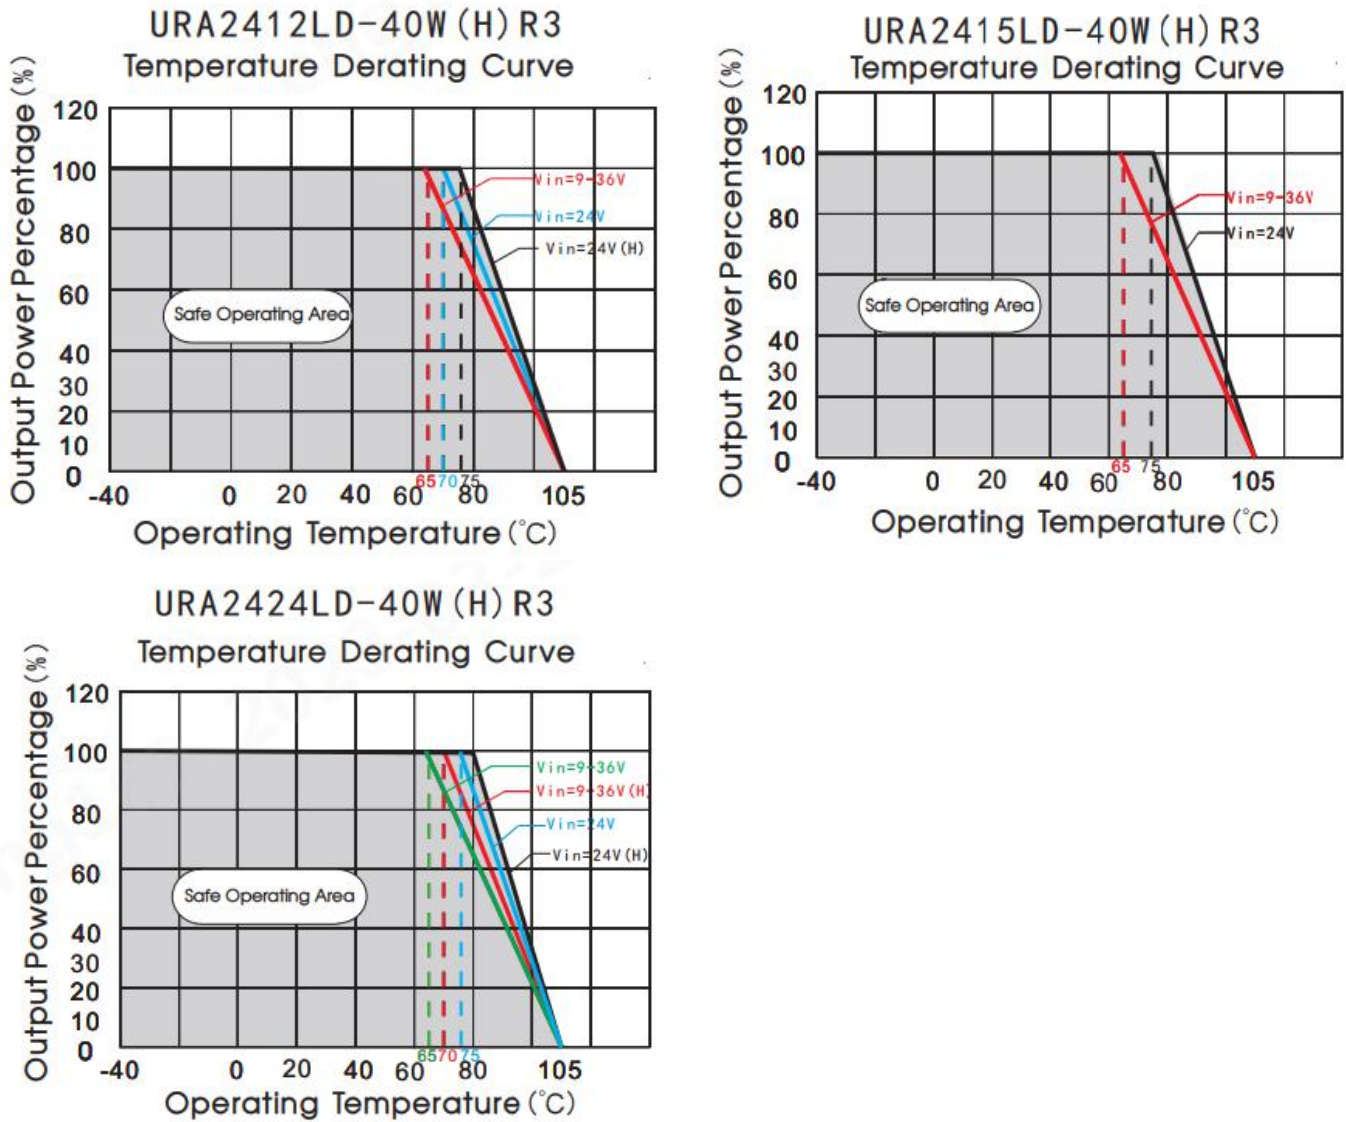 URA2412LD-40W(H)R3
Temperature Derating Curve
Output Power Percentage(%)
120
100
80
60
40
30
20
10
0
Vin=9-36V
Vin=24V
Vin=24V(H)
Safe Operating Area
65 70 75
-40 0 20 40 60 80 105
Operating Temperature(℃)
URA2415LD-40W(H)R3
Temperature Derating Curve
Output Power Percentage(%)
120
100
80
60
40
30
20
10
0
Vin=9-36V
Vin=24V
Safe Operating Area
65 75
-40 0 20 40 60 80 105
Operating Temperature(℃)
URA2424LD-40W(H)R3
Temperature Derating Curve
Output Power Percentage(%)
120
100
80
60
40
30
20
10
0
Vin=9-36V
Vin=9-36V(H)
Vin=24V
Vin=24V(H)
Safe Operating Area
65 70 75
-40 0 20 40 60 80 105
Operating Temperature(℃)